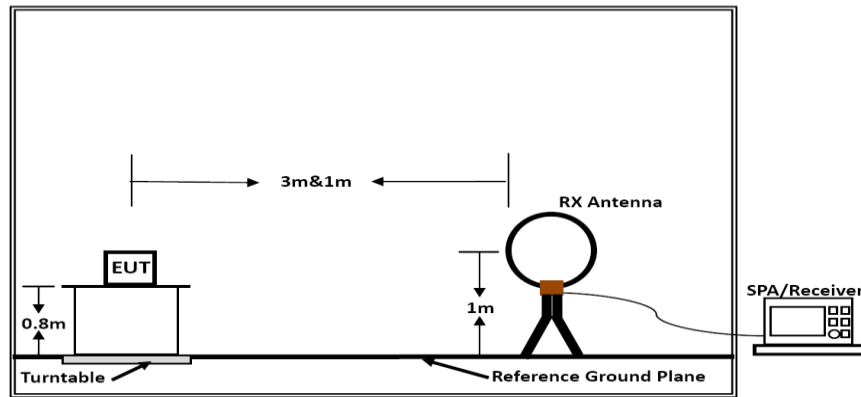 3m&1m
RX Antenna
EUT
SPA/Receiver
0.8m
1m
Turntable
Reference Ground Plane